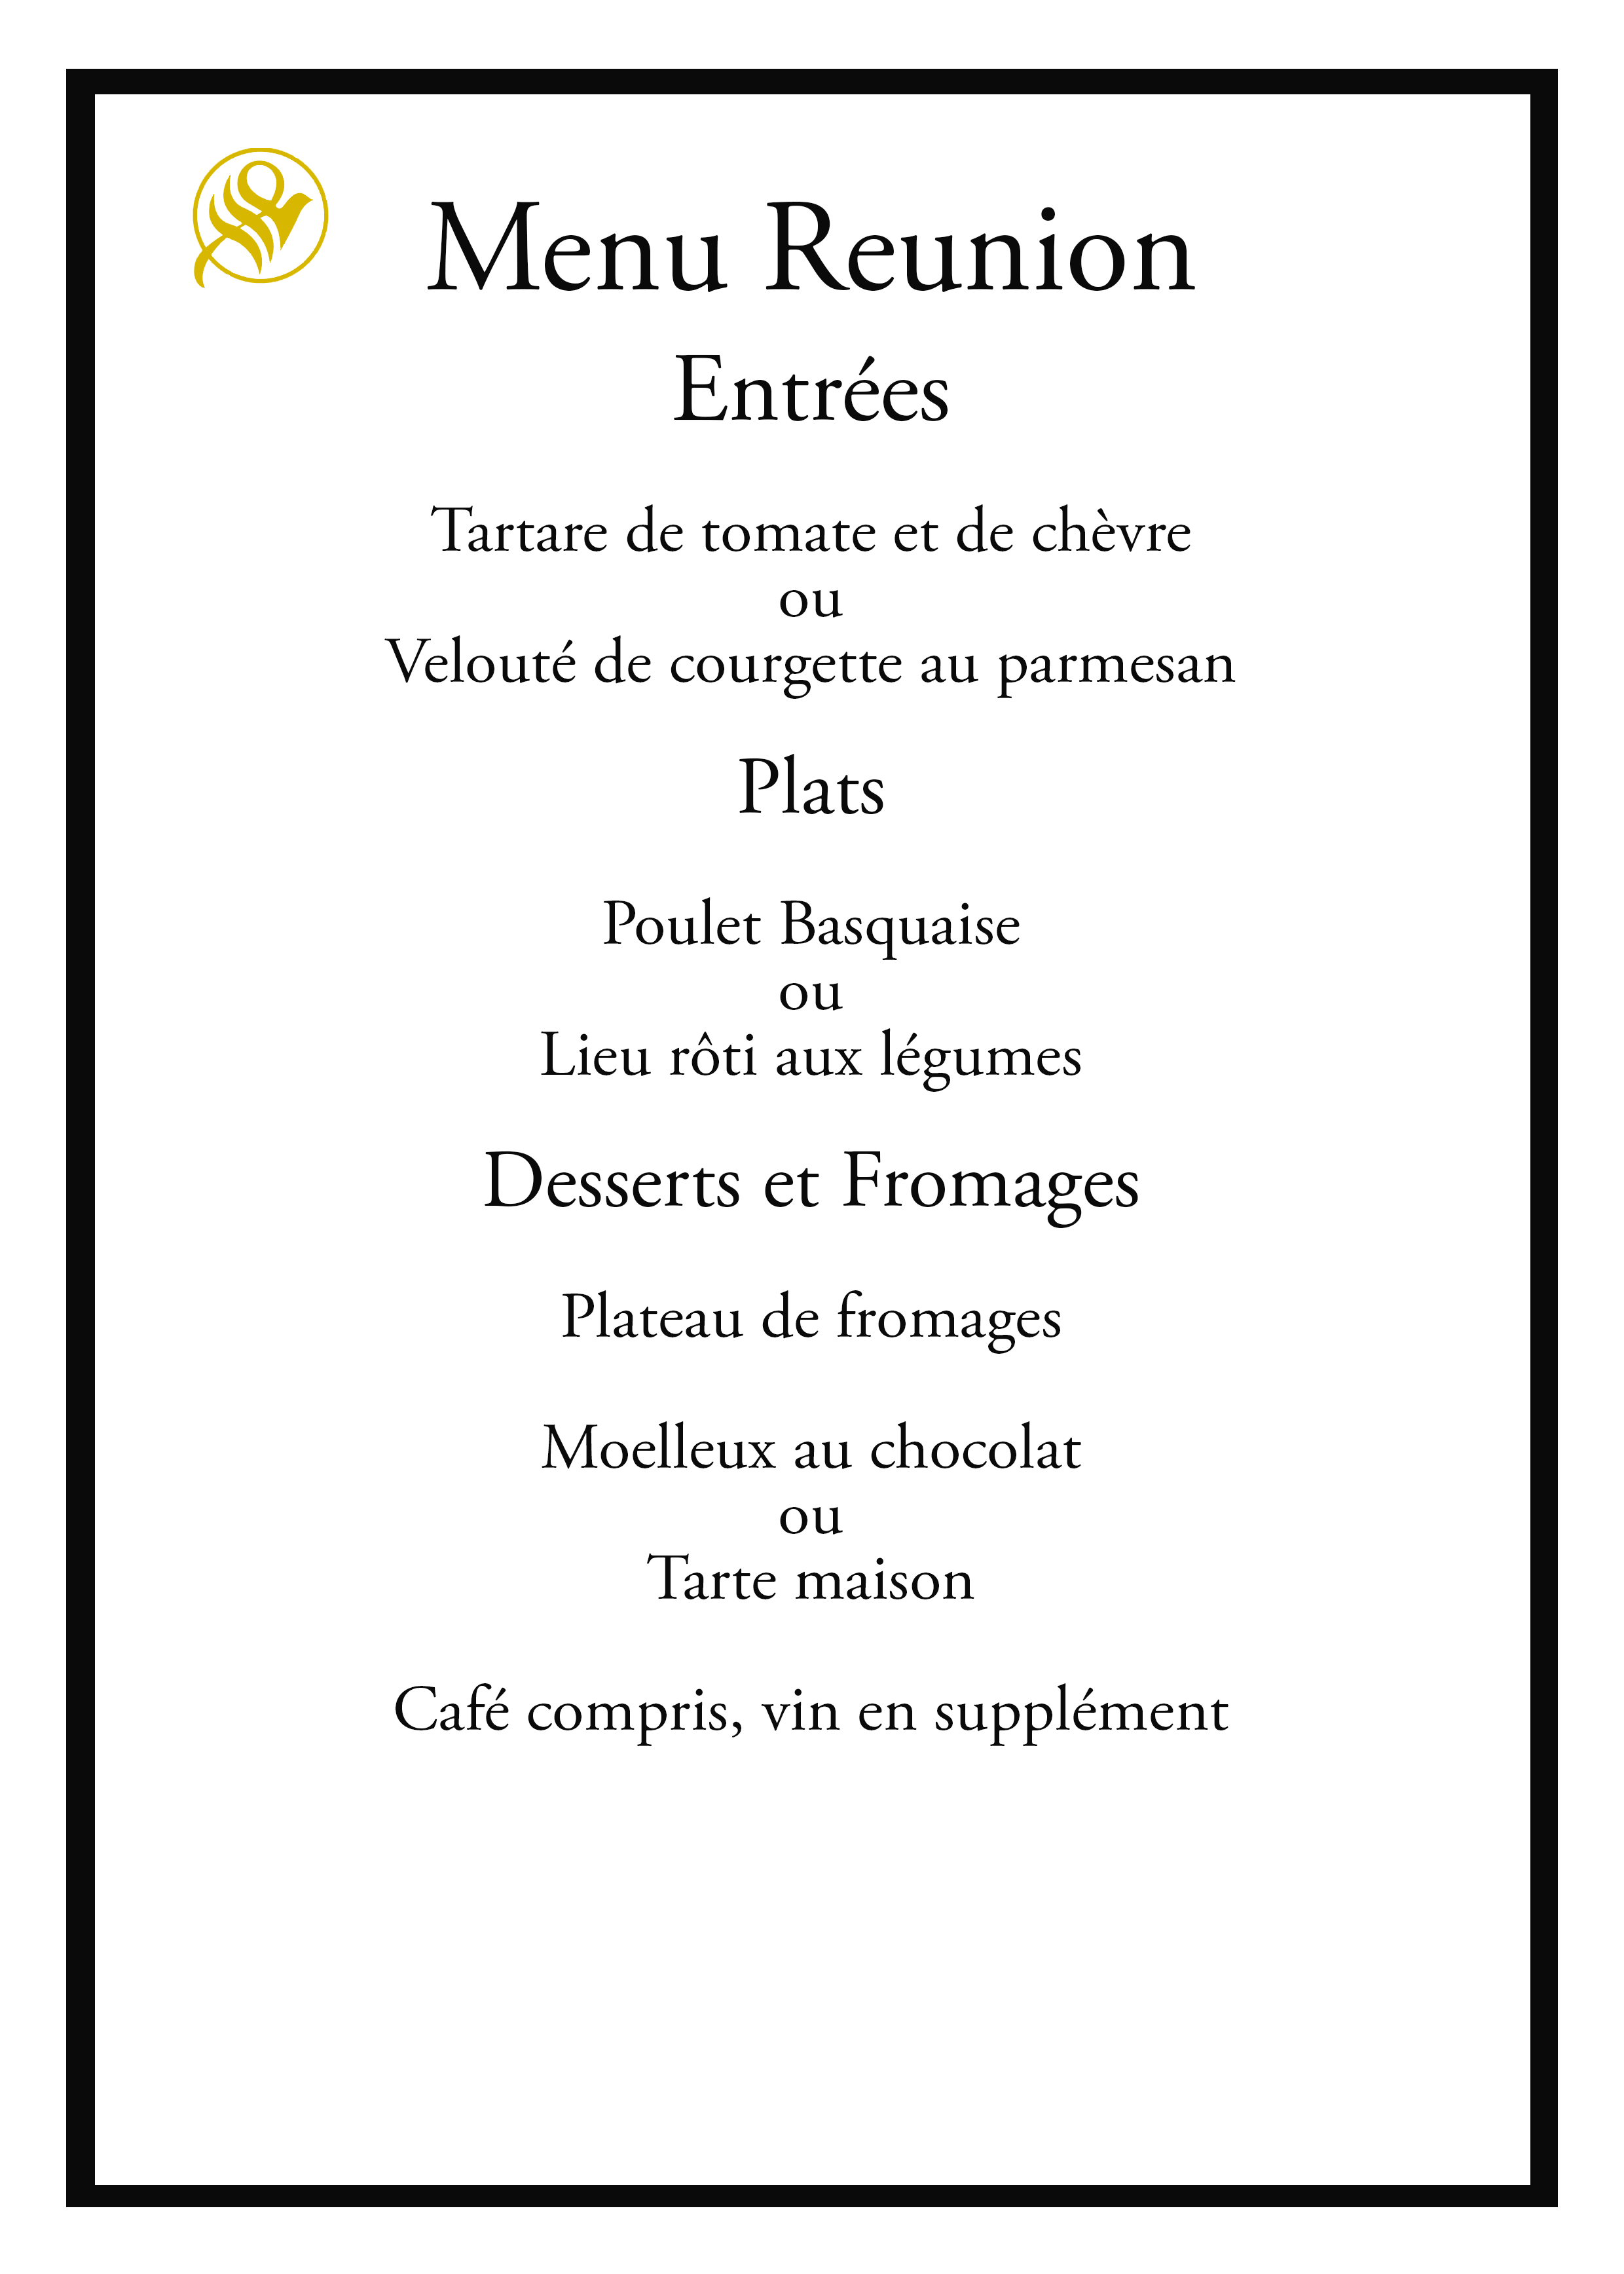 Menu Reunion
Entrées
Tartare de tomate et de chèvre
ou
Velouté de courgette au parmesan
Plats
Poulet Basquaise
ou
Lieu rôti aux légumes
Desserts et Fromages
Plateau de fromages
Moelleux au chocolat
ou
Tarte maison
Café compris, vin en supplément